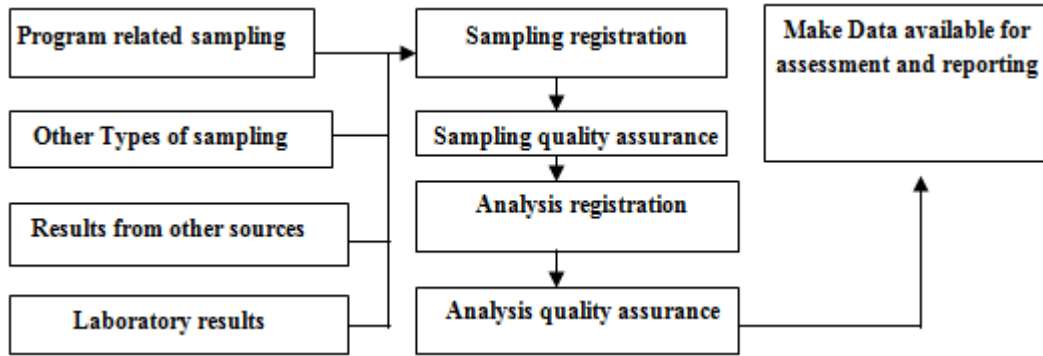 Program related sampling
Other Types of sampling
Results from other sources
Laboratory results
Sampling registration
Sampling quality assurance
Analysis registration
Analysis quality assurance
Make Data available for
assessment and reporting